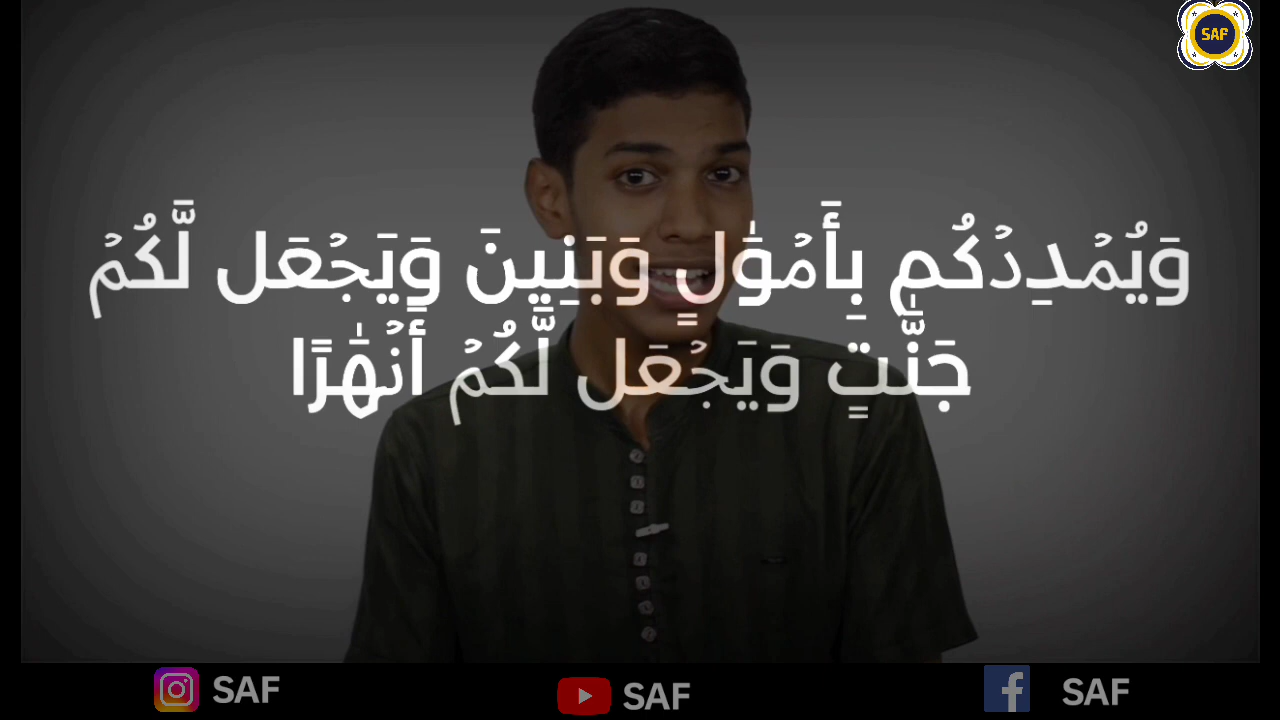 SAF
وَيُمْدِدْكُم بِأَمْوَٰلٍ وَبَنِينَ وَيَجْعَل لَّكُمْ
جَنَّٰتٍ وَيَجْعَل لَّكُمْ أَنْهَٰرًا
SAF
SAF
SAF